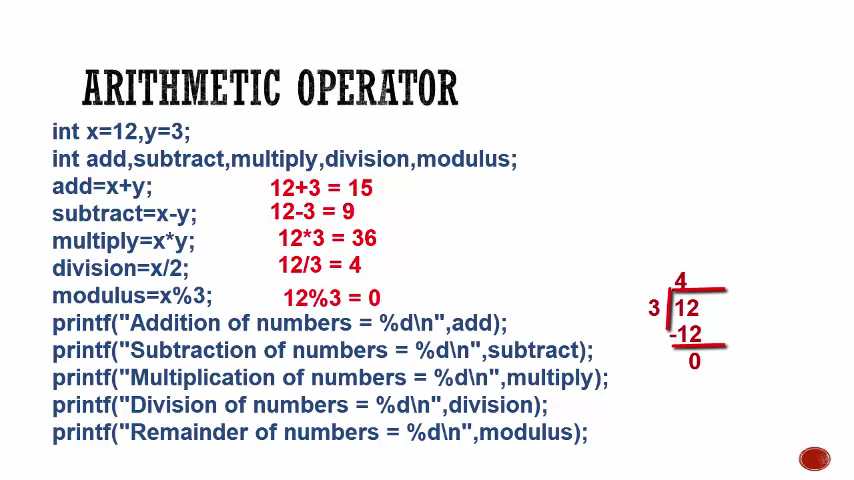 ARITHMETIC OPERATOR
int x=12,y=3;
int add,subtract,multiply,division,modulus;
add=x+y; 12+3 = 15
subtract=x-y; 12-3 = 9
multiply=x*y; 12*3 = 36
division=x/2; 12/3 = 4
modulus=x%3; 12%3 = 0
printf("Addition of numbers = %d\n",add);
printf("Subtraction of numbers = %d\n",subtract);
printf("Multiplication of numbers = %d\n",multiply);
printf("Division of numbers = %d\n",division);
printf("Remainder of numbers = %d\n",modulus);
4
3 12
-12
0